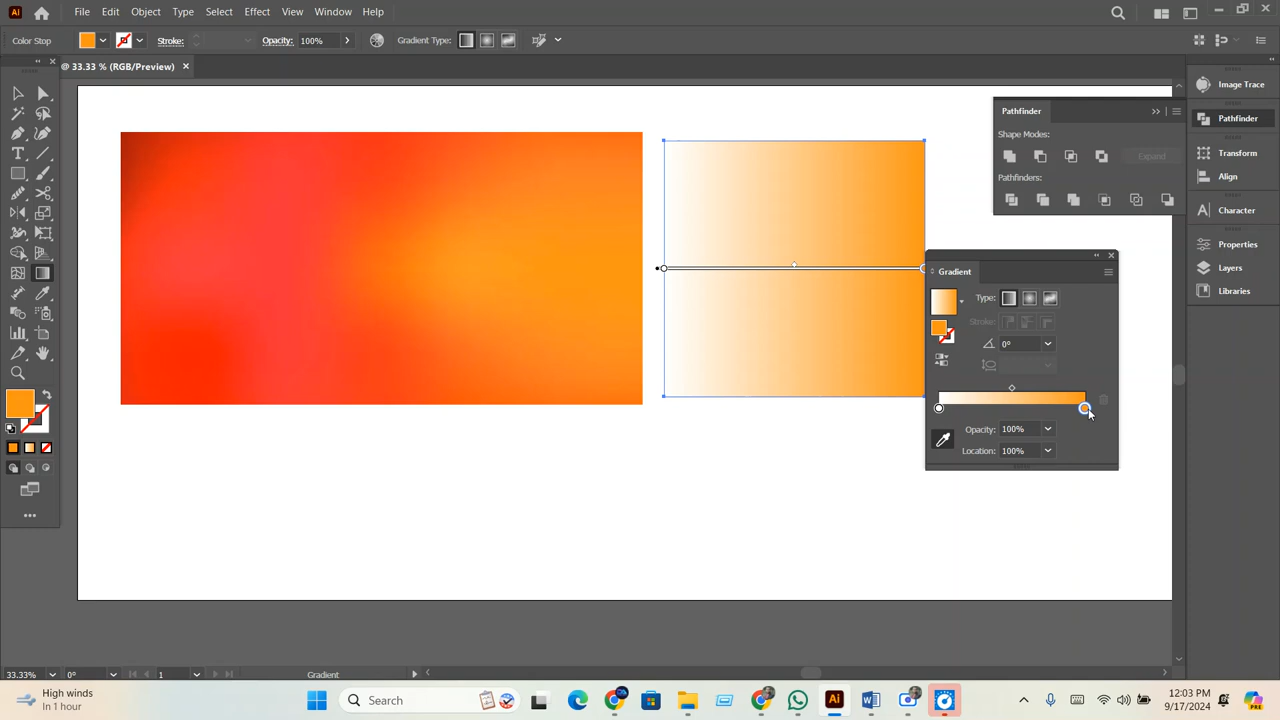 Ai File Edit Object Type Select Effect View Window Help
Color Stop Stroke: Opacity: 100% Gradient Type:
@ 33.33 % (RGB/Preview) ×
Image Trace
Pathfinder
Shape Modes:
Expand
Pathfinders:
Pathfinder
Transform
Align
Character
Properties
Layers
Libraries
Gradient
Type:
Stroke:
0°
Opacity: 100%
Location: 100%
33.33% 0° 1 Gradient
High winds
In 1 hour
Search
Ai
12:03 PM
9/17/2024